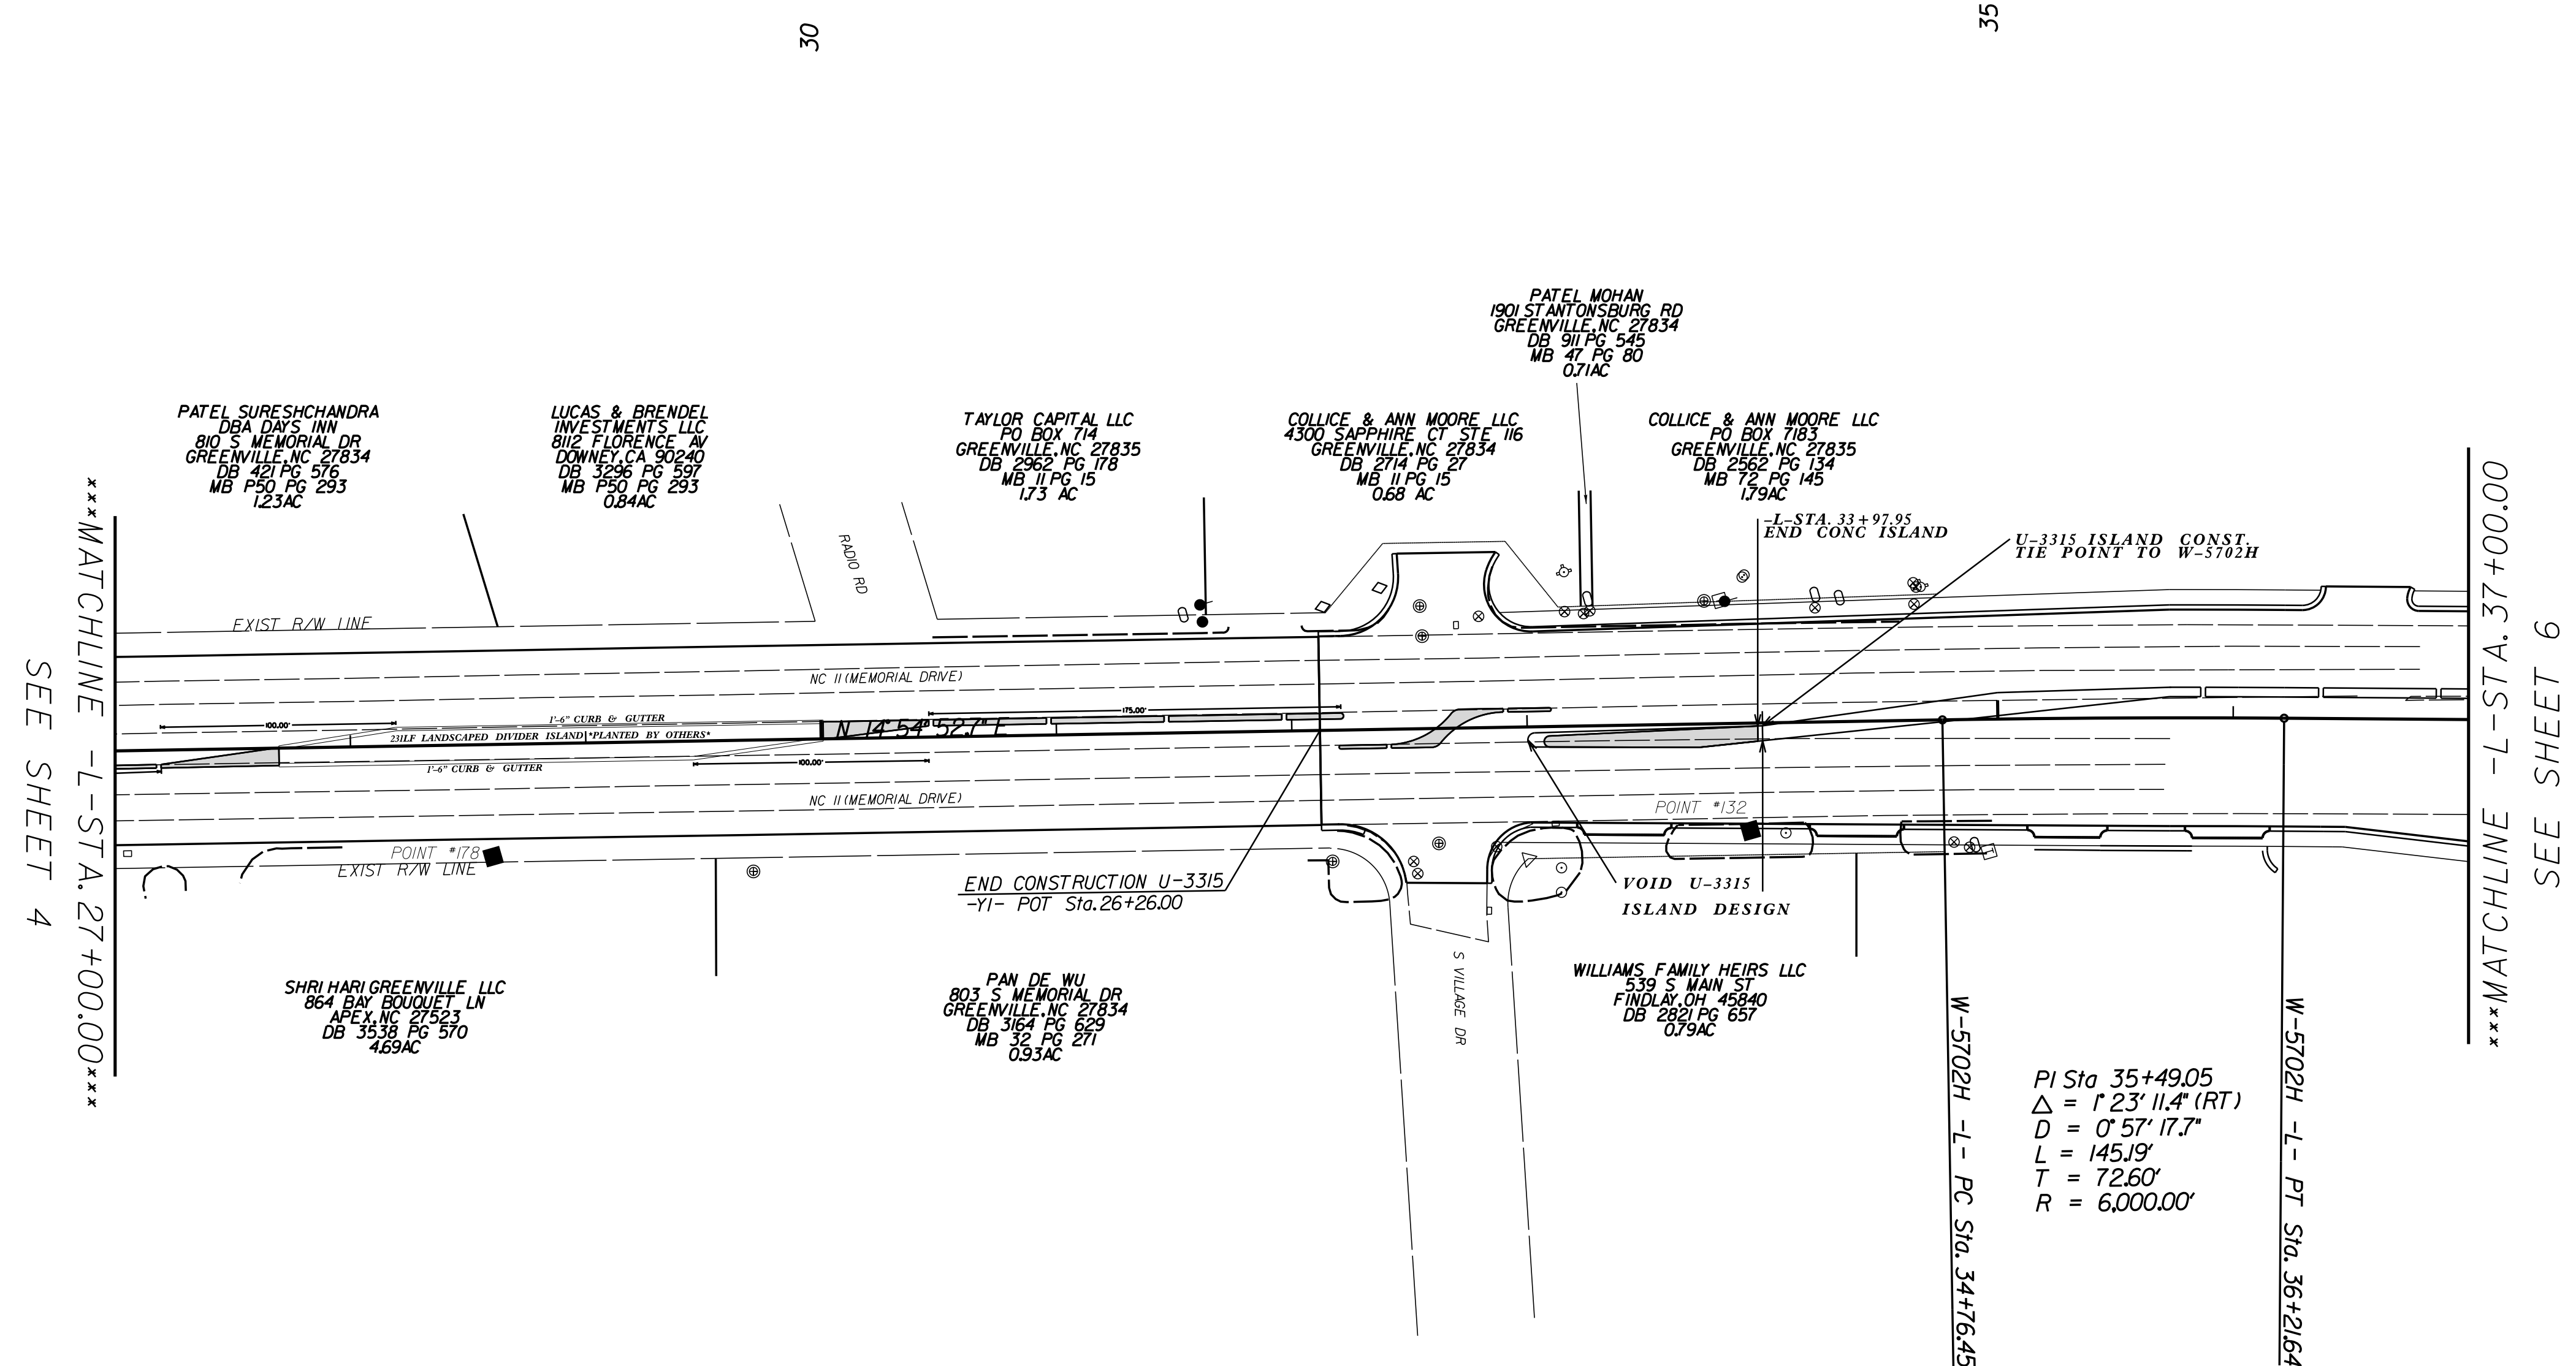 30
35
PATEL MOHAN
1901 STANTONSBURG RD
GREENVILLE, NC 27834
DB 911 PG 545
MB 47 PG 80
0.71AC
PATEL SURESHCHANDRA
DBA DAYS INN
810 S MEMORIAL DR
GREENVILLE, NC 27834
DB 421 PG 576
MB P50 PG 293
1.23AC
LUCAS & BRENDEL
INVESTMENTS LLC
8112 FLORENCE AV
DOWNEY, CA 90240
DB 3296 PG 597
MB P50 PG 293
0.84AC
TAYLOR CAPITAL LLC
PO BOX 714
GREENVILLE, NC 27835
DB 2962 PG 178
MB 11 PG 15
1.73 AC
COLLICE & ANN MOORE LLC
4300 SAPPHIRE CT STE 116
GREENVILLE, NC 27834
DB 2714 PG 27
MB 11 PG 15
0.68 AC
COLLICE & ANN MOORE LLC
PO BOX 7183
GREENVILLE, NC 27835
DB 2562 PG 134
MB 72 PG 145
1.79AC
-L-STA. 33+97.95
END CONC ISLAND
U-3315 ISLAND CONST.
TIE POINT TO W-5702H
***MATCHLINE -L-STA. 27+00.00***
SEE SHEET 4
***MATCHLINE -L-STA. 37+00.00
SEE SHEET 6
RADIO RD
EXIST R/W LINE
NC 11 (MEMORIAL DRIVE)
100.00'
1'-6" CURB & GUTTER
175.00'
N 14° 54' 52.7" E
231LF LANDSCAPED DIVIDER ISLAND *PLANTED BY OTHERS*
1'-6" CURB & GUTTER
100.00'
NC 11 (MEMORIAL DRIVE)
POINT #132
POINT #178
EXIST R/W LINE
END CONSTRUCTION U-3315
-Y1- POT Sta. 26+26.00
VOID U-3315
ISLAND DESIGN
S VILLAGE DR
SHRI HARI GREENVILLE LLC
864 BAY BOUQUET LN
APEX, NC 27523
DB 3538 PG 570
4.69AC
PAN DE WU
803 S MEMORIAL DR
GREENVILLE, NC 27834
DB 3164 PG 629
MB 32 PG 271
0.93AC
WILLIAMS FAMILY HEIRS LLC
539 S MAIN ST
FINDLAY, OH 45840
DB 2821 PG 657
0.79AC
W-5702H -L- PC Sta. 34+76.45
W-5702H -L- PT Sta. 36+21.64
PI Sta 35+49.05
△ = 1° 23' 11.4" (RT)
D = 0° 57' 17.7"
L = 145.19'
T = 72.60'
R = 6,000.00'